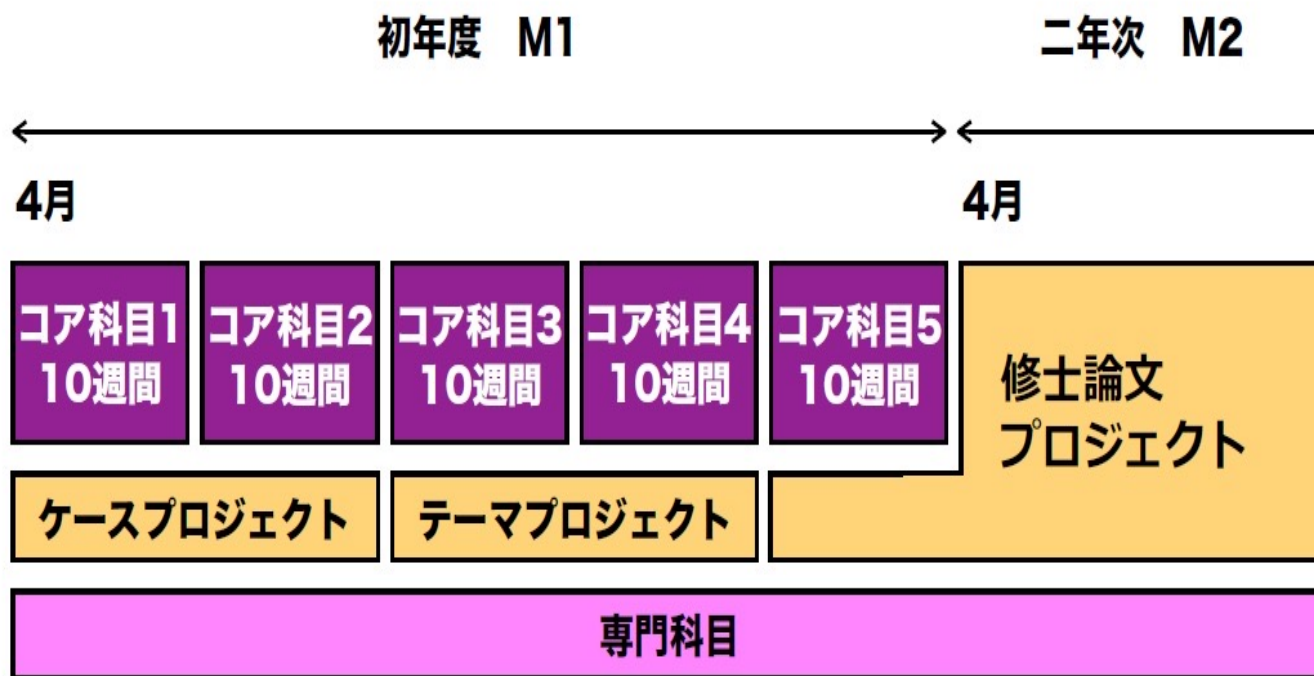 初年度 M1
二年次 M2
4月
4月
コア科目1
10週間
コア科目2
10週間
コア科目3
10週間
コア科目4
10週間
コア科目5
10週間
修士論文
プロジェクト
ケースプロジェクト
テーマプロジェクト
専門科目